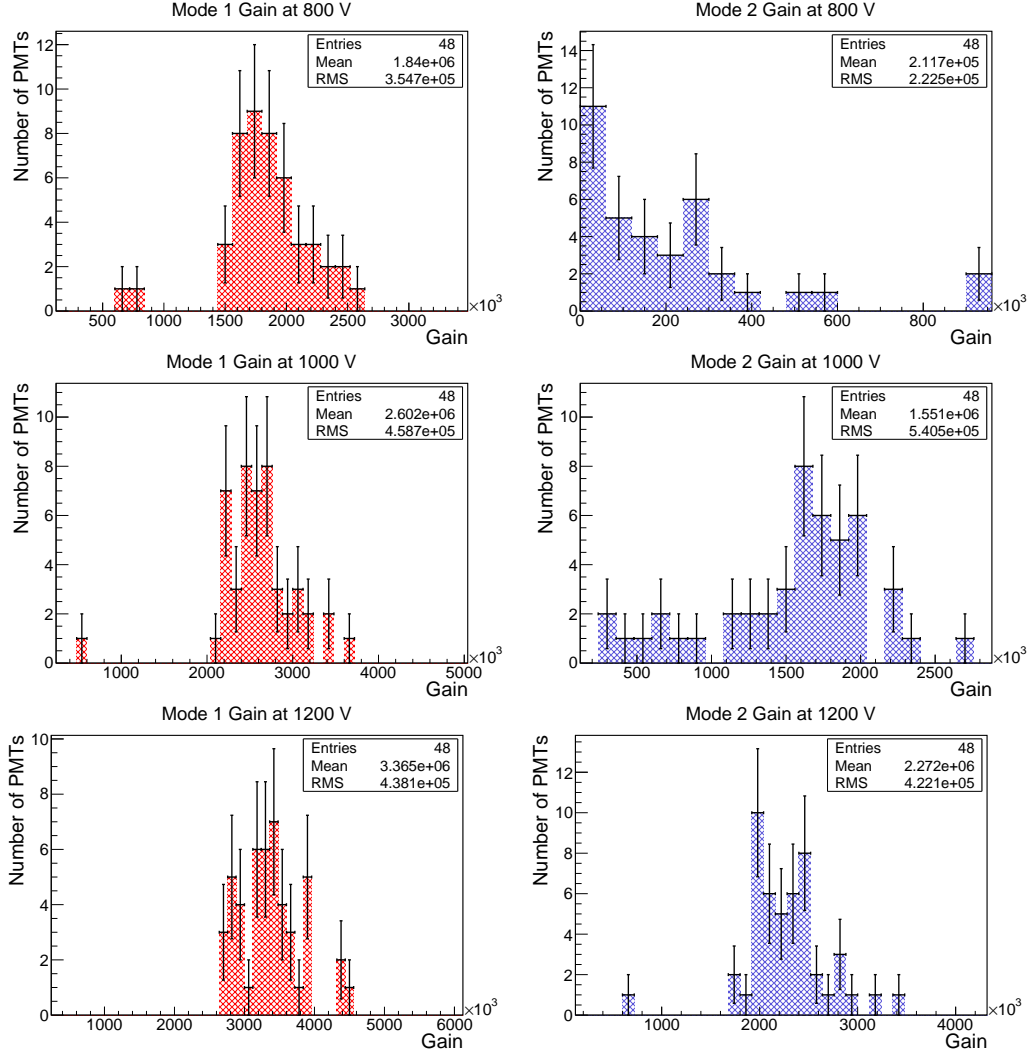 Mode 1 Gain at 800 V
Number of PMTs
Entries 48
Mean 1.84e+06
RMS 3.547e+05
12
10
8
6
4
2
0
500 1000 1500 2000 2500 3000
×10³
Gain
Mode 2 Gain at 800 V
Number of PMTs
Entries 48
Mean 2.117e+05
RMS 2.225e+05
14
12
10
8
6
4
2
0
0 200 400 600 800
×10³
Gain
Mode 1 Gain at 1000 V
Number of PMTs
Entries 48
Mean 2.602e+06
RMS 4.587e+05
10
8
6
4
2
0
1000 2000 3000 4000 5000
×10³
Gain
Mode 2 Gain at 1000 V
Number of PMTs
Entries 48
Mean 1.551e+06
RMS 5.405e+05
10
8
6
4
2
0
500 1000 1500 2000 2500
×10³
Gain
Mode 1 Gain at 1200 V
Number of PMTs
Entries 48
Mean 3.365e+06
RMS 4.381e+05
10
8
6
4
2
0
1000 2000 3000 4000 5000 6000
×10³
Gain
Mode 2 Gain at 1200 V
Number of PMTs
Entries 48
Mean 2.272e+06
RMS 4.221e+05
12
10
8
6
4
2
0
1000 2000 3000 4000
×10³
Gain